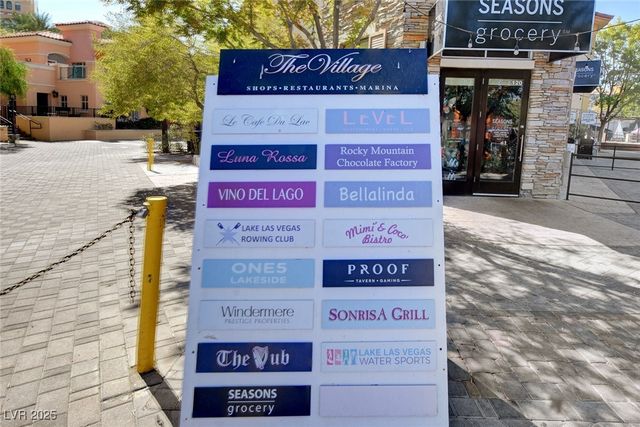 SEASONS
grocery
SEASONS
The Village
SHOPS • RESTAURANTS • MARINA
Le Cafe Du Lac
LEVEL
Luna Rossa
Rocky Mountain
Chocolate Factory
VINO DEL LAGO
Bellalinda
LAKE LAS VEGAS
ROWING CLUB
Mimi & Coco
Bistro
ONE5
LAKESIDE
PROOF
TAVERN + GAMING
Windermere
PRESTIGE PROPERTIES
SONRISA GRILL
The Pub
LAKE LAS VEGAS
WATER SPORTS
SEASONS
grocery
LVR 2025